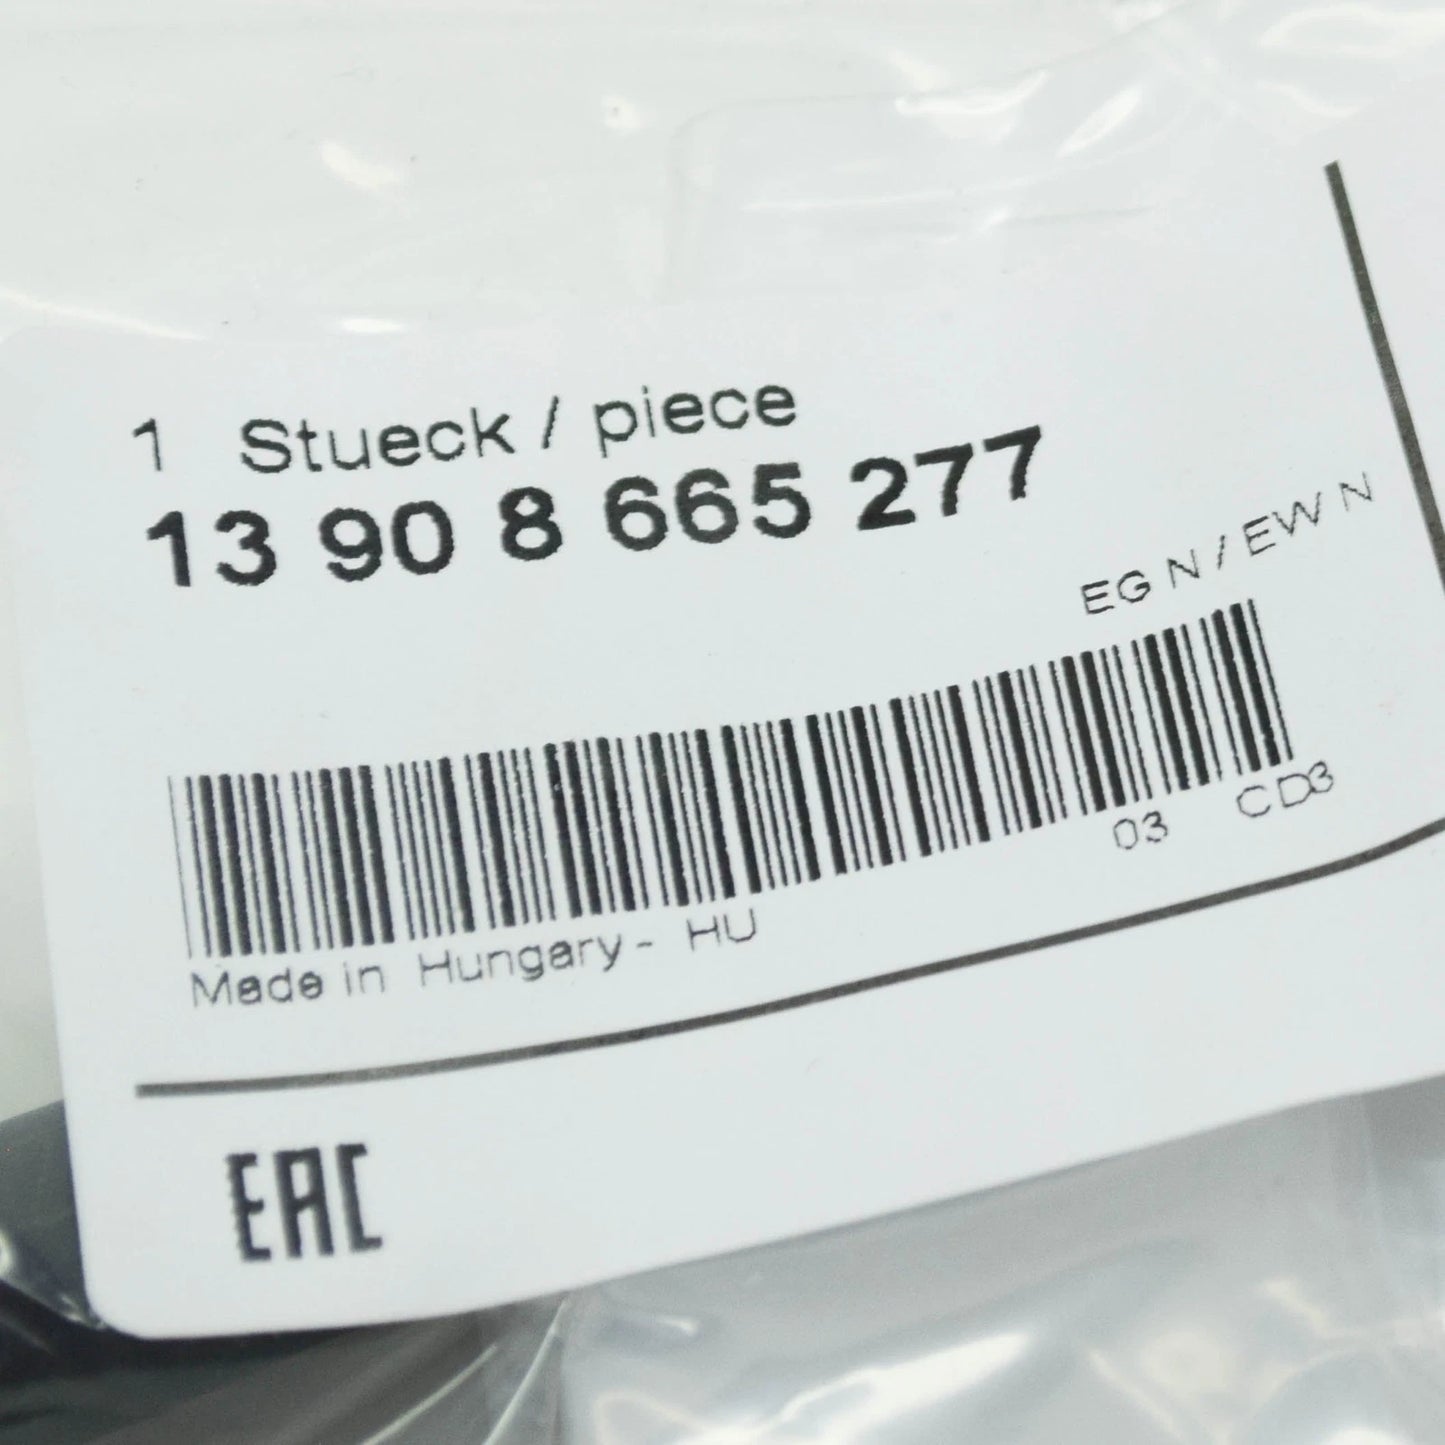 1 Stueck / piece
13 90 8 665 277
EG N / EW N
03 CD3
Made in Hungary - HU
EAC